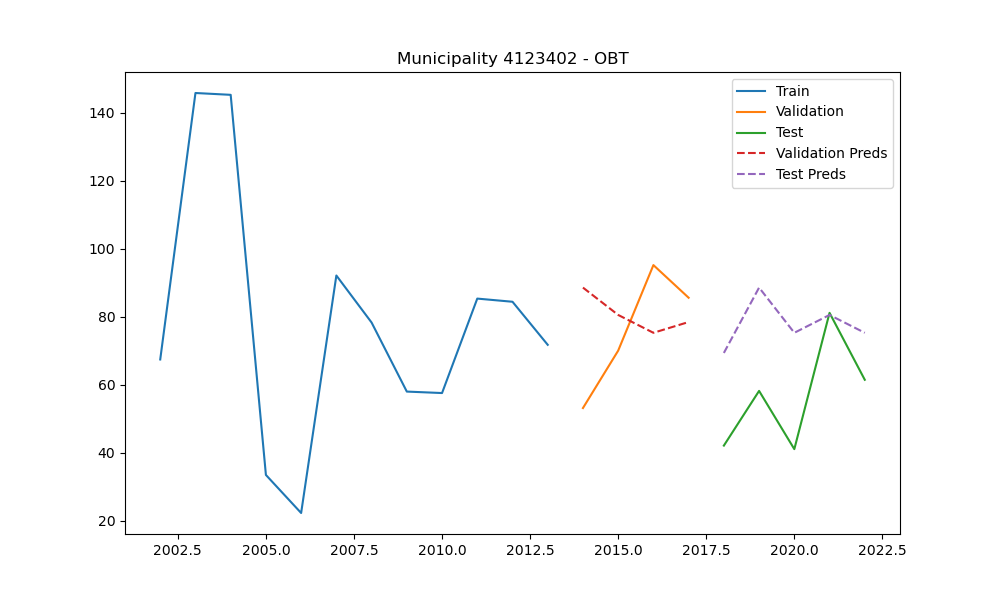 Municipality 4123402 - OBT
Train
Validation
Test
Validation Preds
Test Preds
140
120
100
80
60
40
20
2002.5 2005.0 2007.5 2010.0 2012.5 2015.0 2017.5 2020.0 2022.5